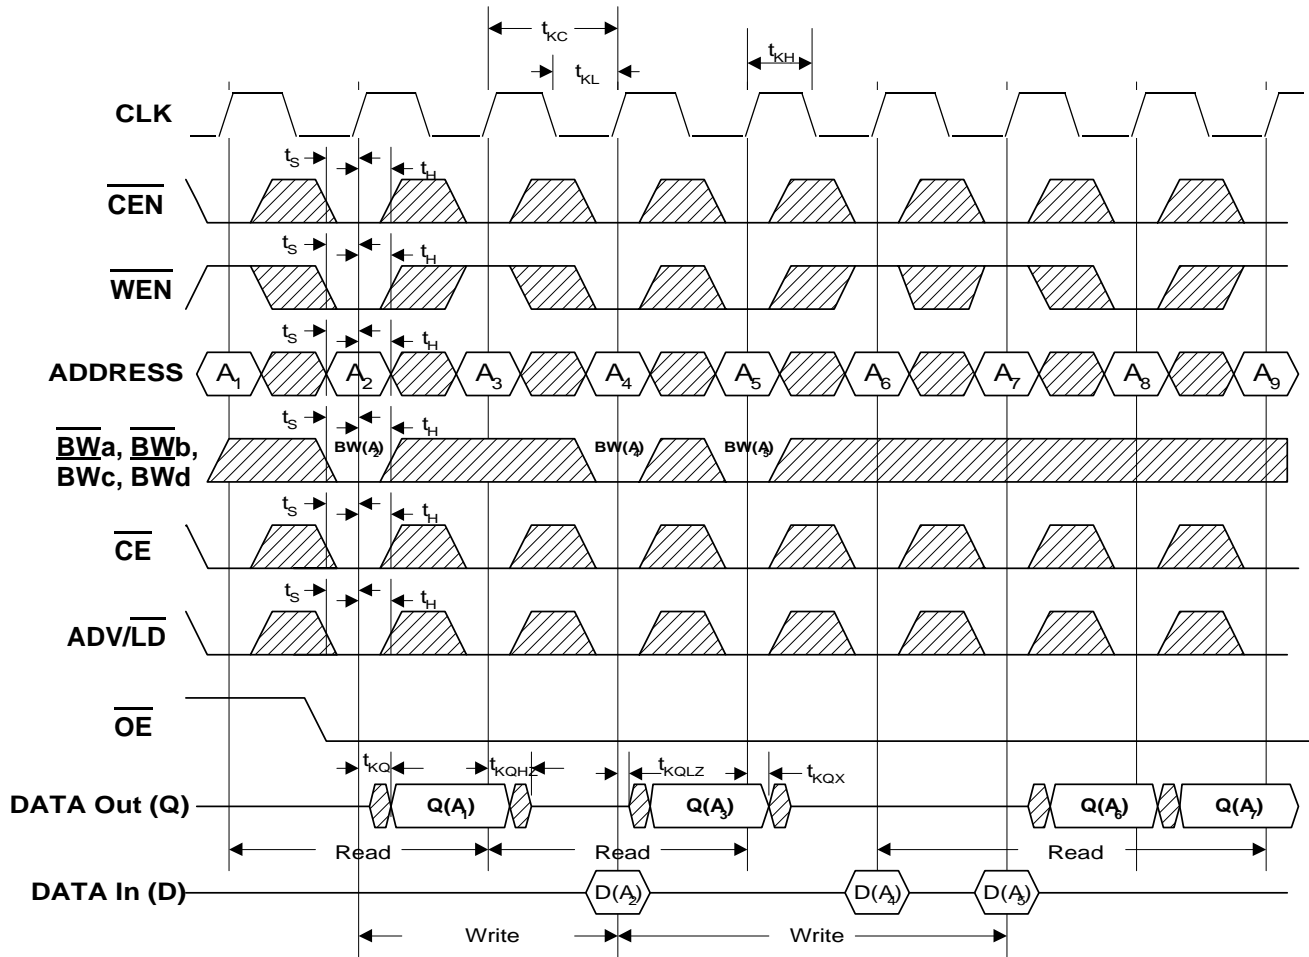 tKC
tKL
tKH
CLK
tS
tH
CEN
tS
tH
WEN
tS
tH
ADDRESS
A1
A2
A3
A4
A5
A6
A7
A8
A9
tS
tH
BWa, BWb,
BWc, BWd
BW(A2)
BW(A4)
BW(A5)
tS
tH
CE
tS
tH
ADV/LD
OE
tKQ
tKQHZ
tKQLZ
tKQX
DATA Out (Q)
Q(A1)
Q(A3)
Q(A6)
Q(A7)
Read
Read
Read
DATA In (D)
D(A2)
D(A4)
D(A5)
Write
Write